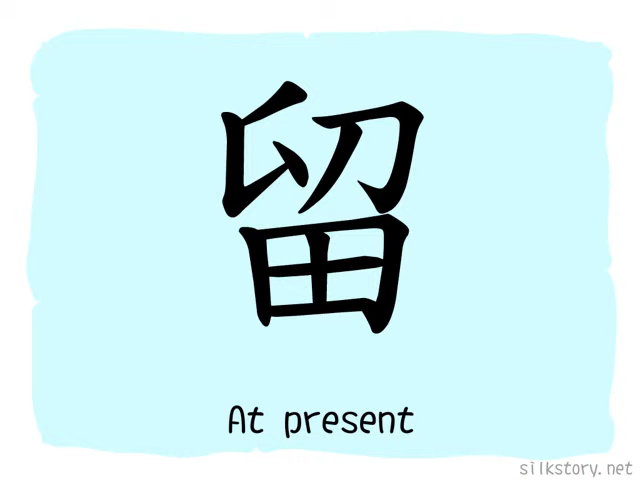 留
At present
silkstory.net